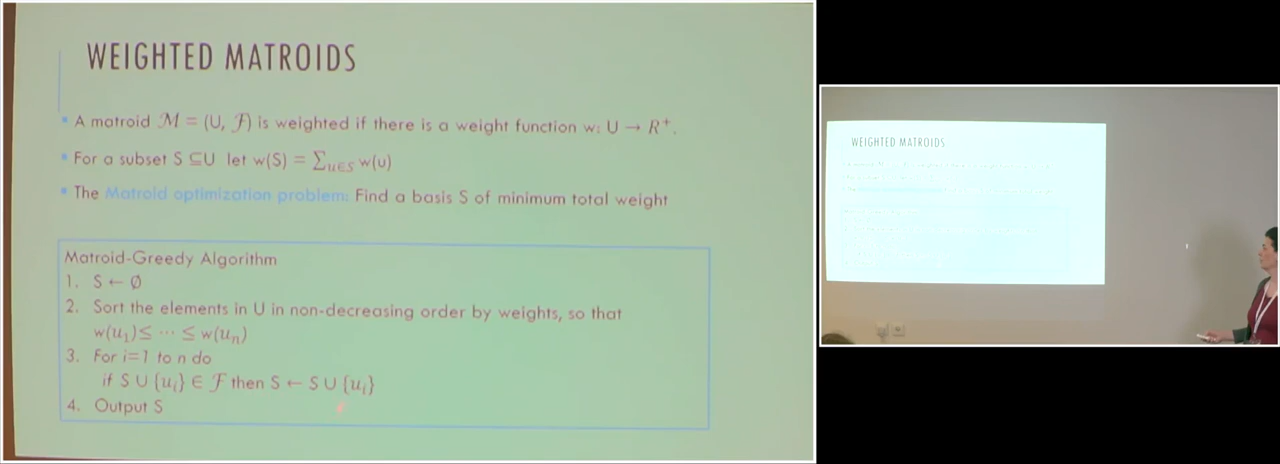 WEIGHTED MATROIDS
▪ A matroid ℳ = (U, ℱ) is weighted if there is a weight function w: U → R⁺.
▪ For a subset S ⊆U let w(S) = ∑_{u∈S} w(u)
▪ The Matroid optimization problem: Find a basis S of minimum total weight
Matroid-Greedy Algorithm
1. S ← ∅
2. Sort the elements in U in non-decreasing order by weights, so that
w(u₁)≤ ⋯ ≤ w(uₙ)
3. For i=1 to n do
if S ∪ {uᵢ} ∈ ℱ then S ← S ∪ {uᵢ}
4. Output S
WEIGHTED MATROIDS